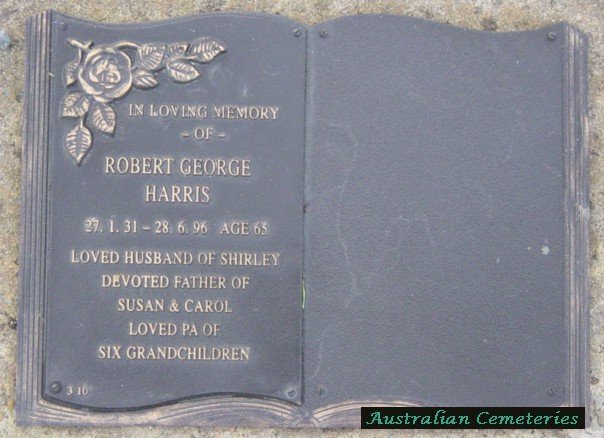 IN LOVING MEMORY
– OF –
ROBERT GEORGE
HARRIS
27. 1. 31 – 28. 6. 96 AGE 65
LOVED HUSBAND OF SHIRLEY
DEVOTED FATHER OF
SUSAN & CAROL
LOVED PA OF
SIX GRANDCHILDREN
3 10
Australian Cemeteries